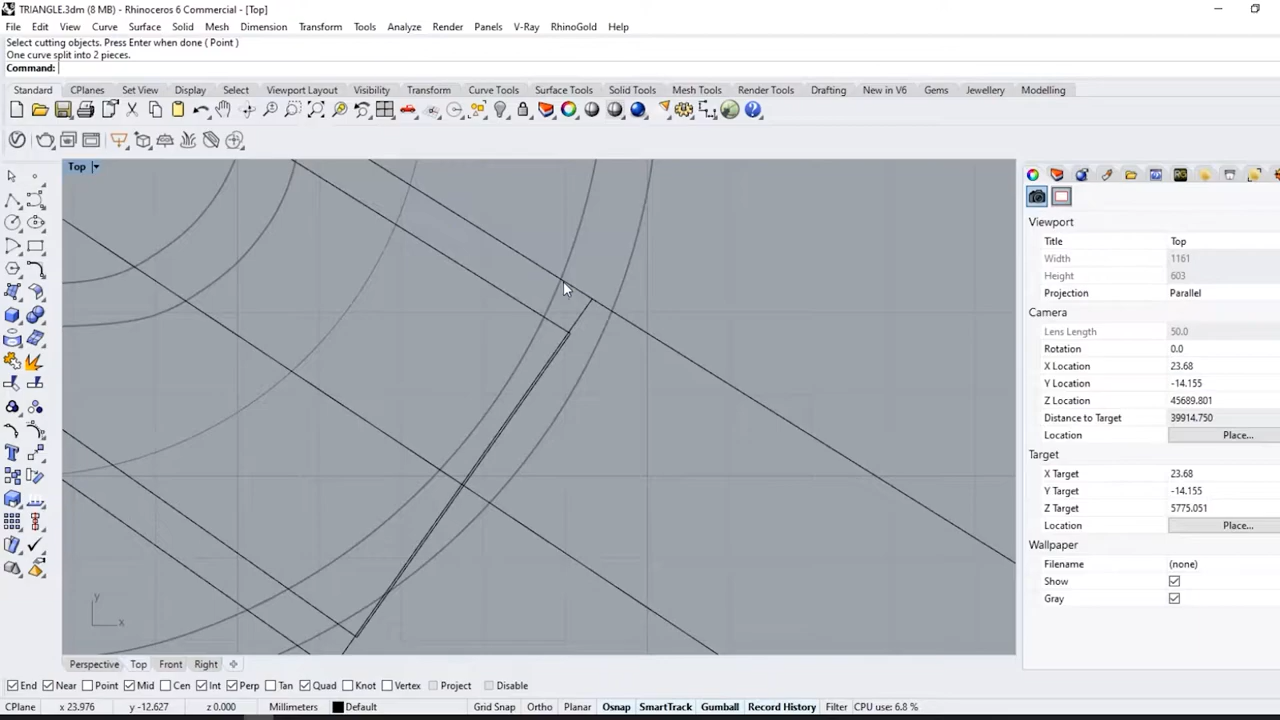 TRIANGLE.3dm (8 MB) - Rhinoceros 6 Commercial - [Top]
File Edit View Curve Surface Solid Mesh Dimension Transform Tools Analyze Render Panels V-Ray RhinoGold Help
Select cutting objects. Press Enter when done ( Point )
One curve split into 2 pieces.
Command:
Standard CPlanes Set View Display Select Viewport Layout Visibility Transform Curve Tools Surface Tools Solid Tools Mesh Tools Render Tools Drafting New in V6 Gems Jewellery Modelling
Top
Viewport
Title Top
Width 1161
Height 603
Projection Parallel
Camera
Lens Length 50.0
Rotation 0.0
X Location 23.68
Y Location -14.155
Z Location 45689.801
Distance to Target 39914.750
Location Place...
Target
X Target 23.68
Y Target -14.155
Z Target 5775.051
Location Place...
Wallpaper
Filename (none)
Show
Gray
y
x
Perspective Top Front Right
End Near Point Mid Cen Int Perp Tan Quad Knot Vertex Project Disable
CPlane x 23.976 y -12.627 z 0.000 Millimeters Default Grid Snap Ortho Planar Osnap SmartTrack Gumball Record History Filter CPU use: 6.8 %